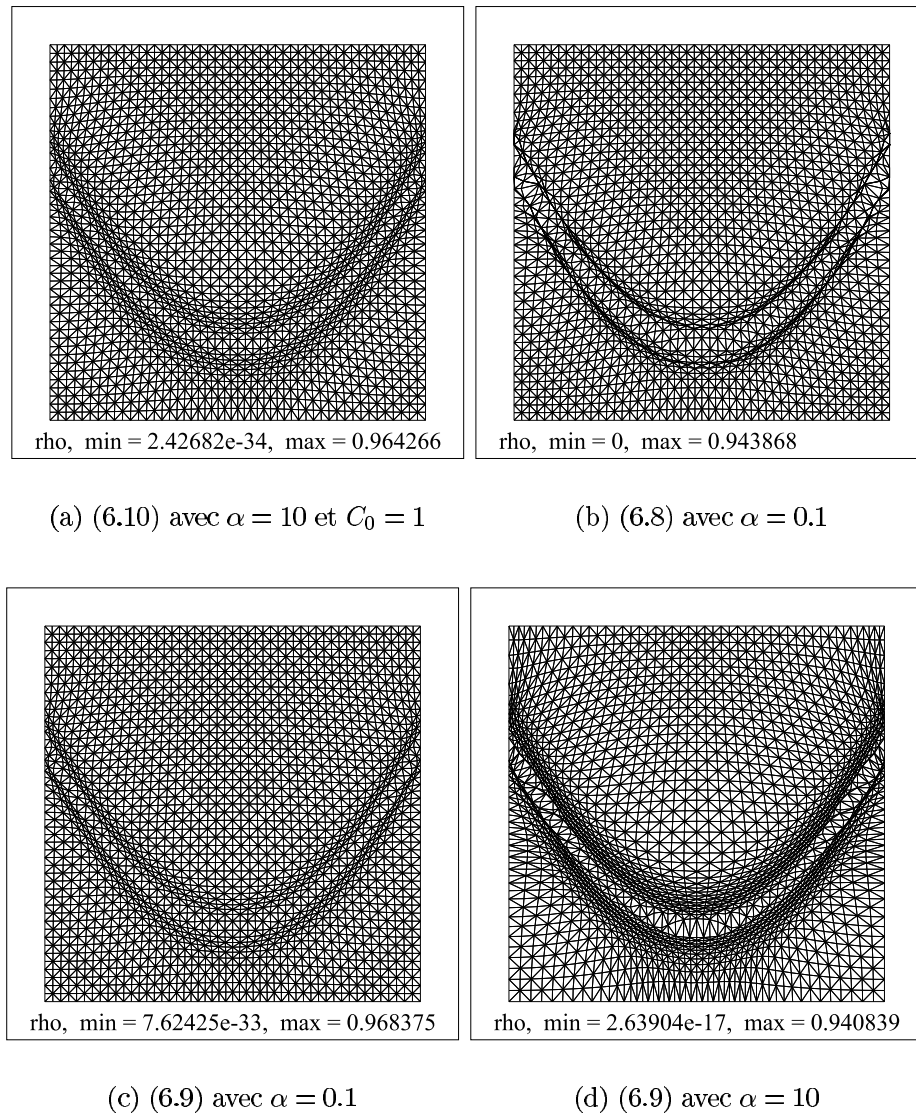 rho, min = 2.42682e-34, max = 0.964266
rho, min = 0, max = 0.943868
(a) (6.10) avec α = 10 et C₀ = 1
(b) (6.8) avec α = 0.1
rho, min = 7.62425e-33, max = 0.968375
rho, min = 2.63904e-17, max = 0.940839
(c) (6.9) avec α = 0.1
(d) (6.9) avec α = 10